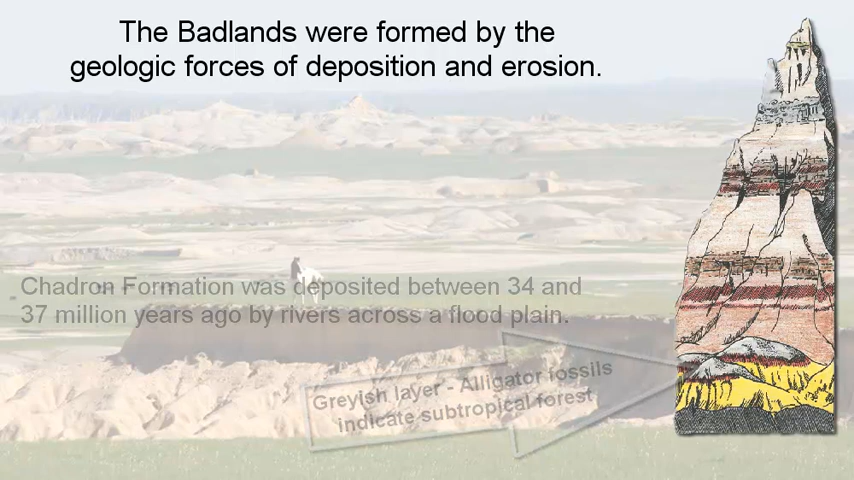 The Badlands were formed by the
geologic forces of deposition and erosion.
Chadron Formation was deposited between 34 and
37 million years ago by rivers across a flood plain.
Greyish layer - Alligator fossils
indicate subtropical forest